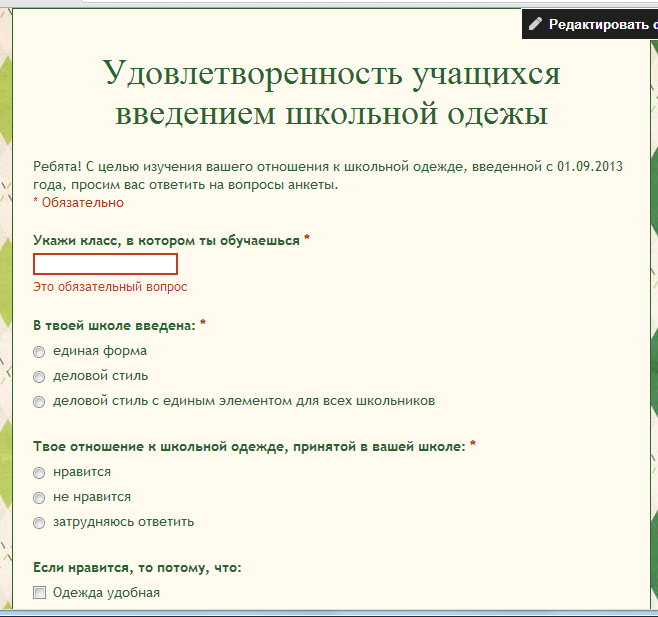 Редактировать
Удовлетворенность учащихся
введением школьной одежы
Ребята! С целью изучения вашего отношения к школьной одежде, введенной с 01.09.2013
года, просим вас ответить на вопросы анкеты.
* Обязательно
Укажи класс, в котором ты обучаешься *
Это обязательный вопрос
В твоей школе введена: *
единая форма
деловой стиль
деловой стиль с единым элементом для всех школьников
Твое отношение к школьной одежде, принятой в вашей школе: *
нравится
не нравится
затрудняюсь ответить
Если нравится, то потому, что:
Одежда удобная